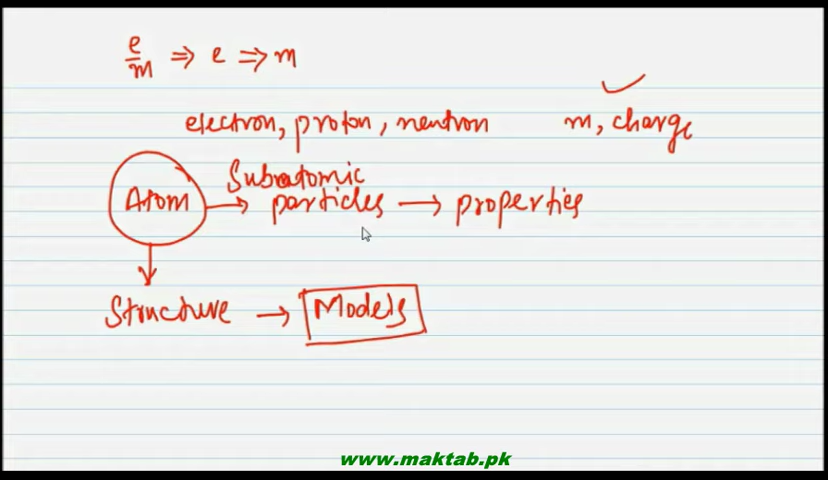 e/m ⇒ e ⇒ m
electron, proton, neutron m, charge
Atom → Subatomic particles → properties
Structure → Models
www.maktab.pk